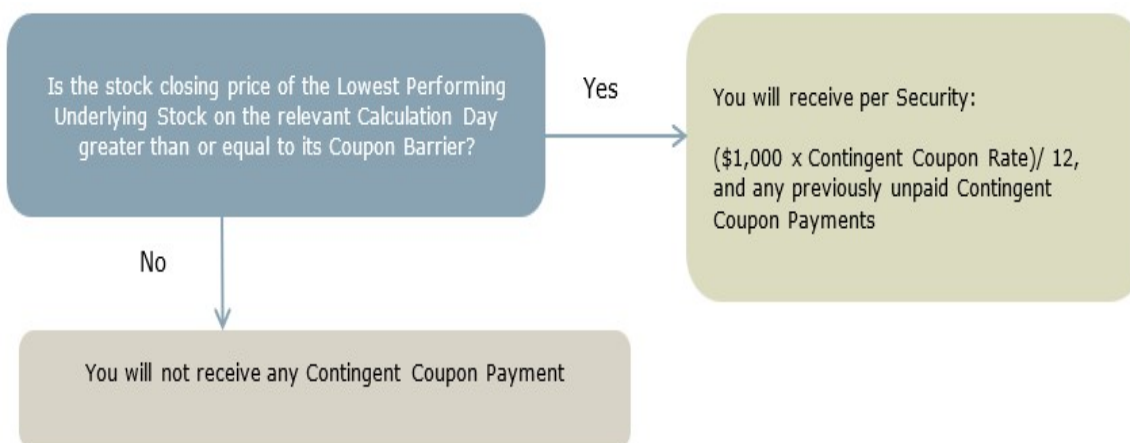 Is the stock closing price of the Lowest Performing
Underlying Stock on the relevant Calculation Day
greater than or equal to its Coupon Barrier?
Yes
You will receive per Security:
($1,000 x Contingent Coupon Rate)/ 12,
and any previously unpaid Contingent
Coupon Payments
No
You will not receive any Contingent Coupon Payment